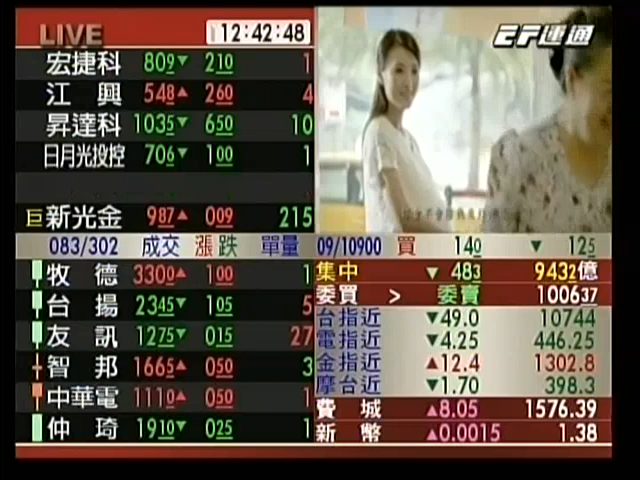 LIVE 12:42:48
ET 運通
宏捷科 809▼ 210 1
江興 548▲ 260 4
昇達科 1035▼ 650 10
日月光投控 706▼ 100 1
巨 新光金 987▲ 009 215
083/302 成交 漲跌 單量
牧德 3300▲ 100 1
台揚 2345▼ 105 5
友訊 1275▼ 015 27
智邦 1665▲ 050 3
中華電 1110▲ 050 1
仲琦 1910▼ 025 1
09/10900 買 140 ▼ 125
集中 ▼ 483 9432億
委買 > 委賣 100637
台指近 ▼49.0 10744
電指近 ▼4.25 446.25
金指近 ▲12.4 1302.8
摩台近 ▼1.70 398.3
費城 ▲8.05 1576.39
新幣 ▲0.0015 1.38